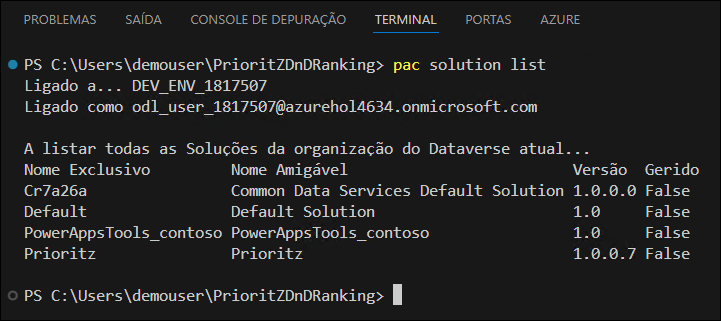 PROBLEMAS SAÍDA CONSOLE DE DEPURAÇÃO TERMINAL PORTAS AZURE
PS C:\Users\demouser\PrioritZDnDRanking> pac solution list
Ligado a... DEV_ENV_1817507
Ligado como odl_user_1817507@azurehol4634.onmicrosoft.com
A listar todas as Soluções da organização do Dataverse atual...
Nome Exclusivo Nome Amigável Versão Gerido
Cr7a26a Common Data Services Default Solution 1.0.0.0 False
Default Default Solution 1.0 False
PowerAppsTools_contoso PowerAppsTools_contoso 1.0 False
Prioritz Prioritz 1.0.0.7 False
PS C:\Users\demouser\PrioritZDnDRanking>